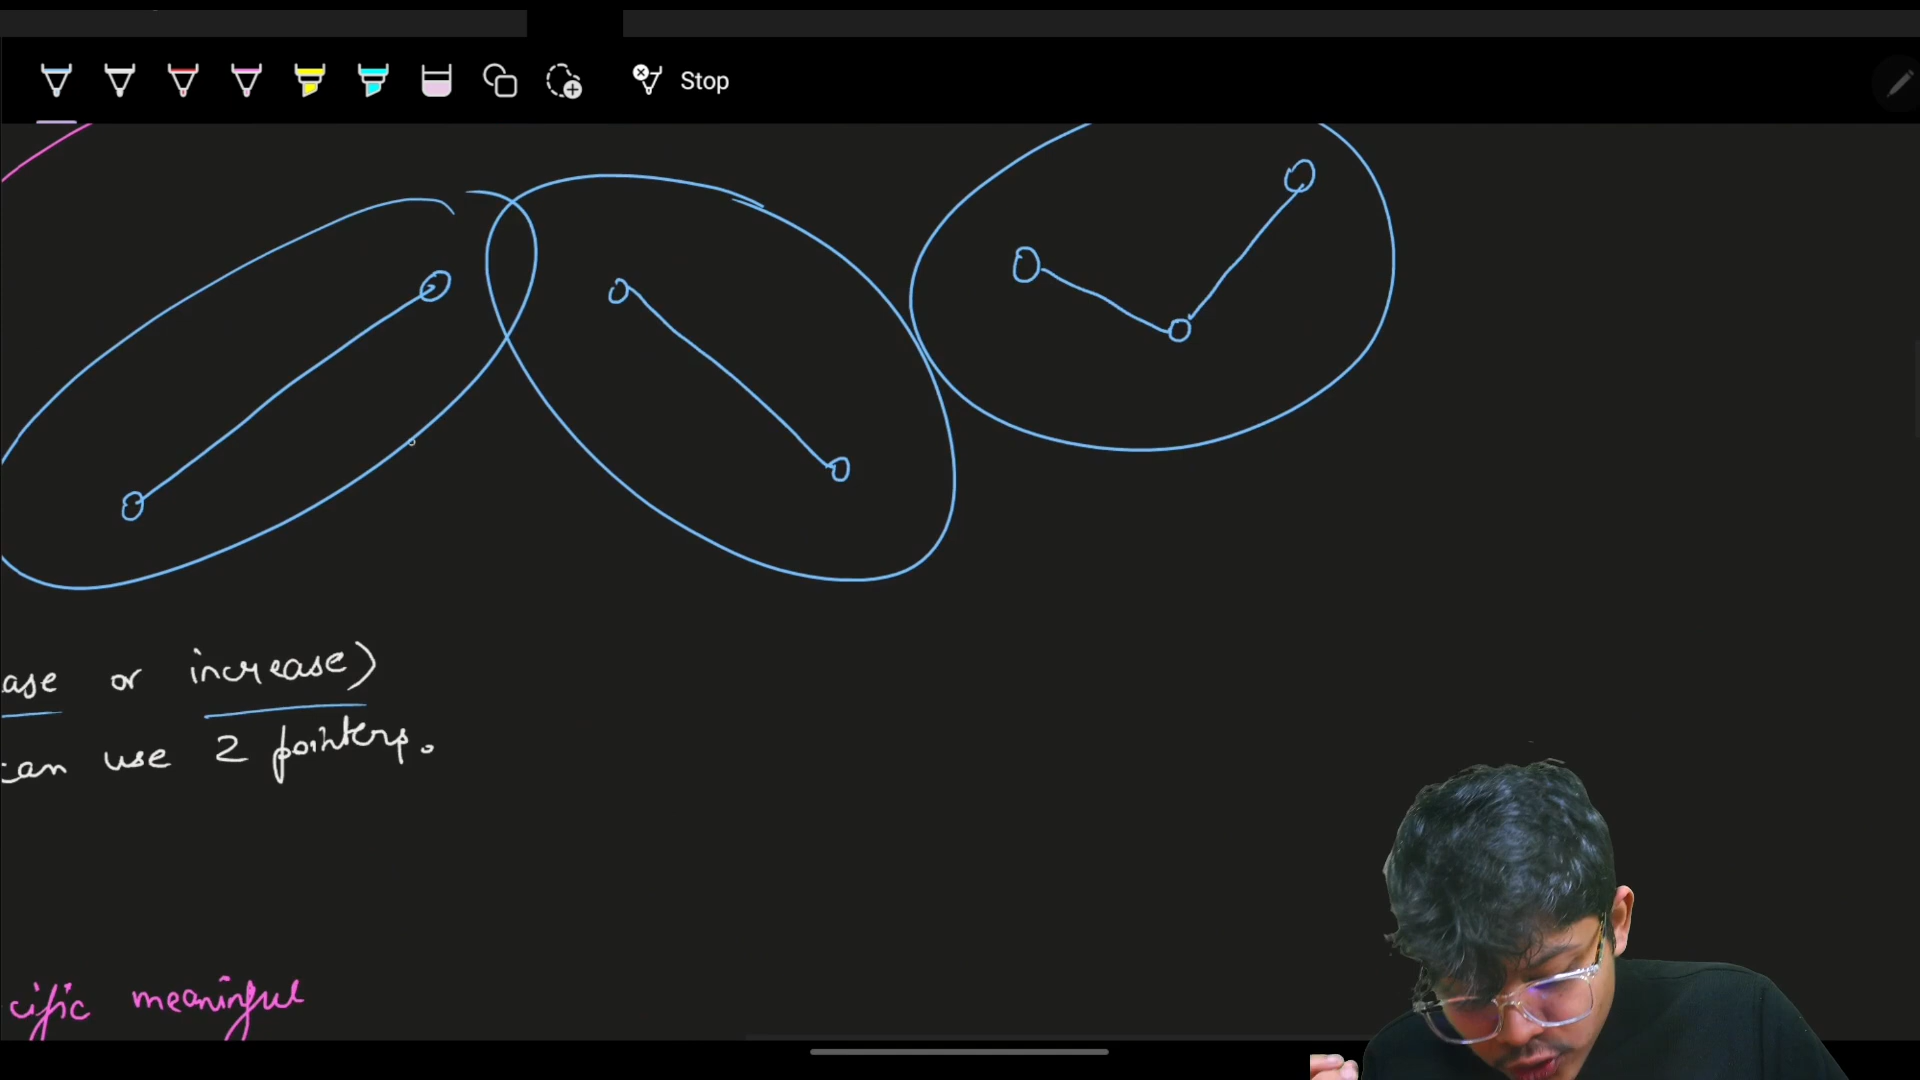 Stop
ase or increase)
can use 2 pointers.
cific meaningful